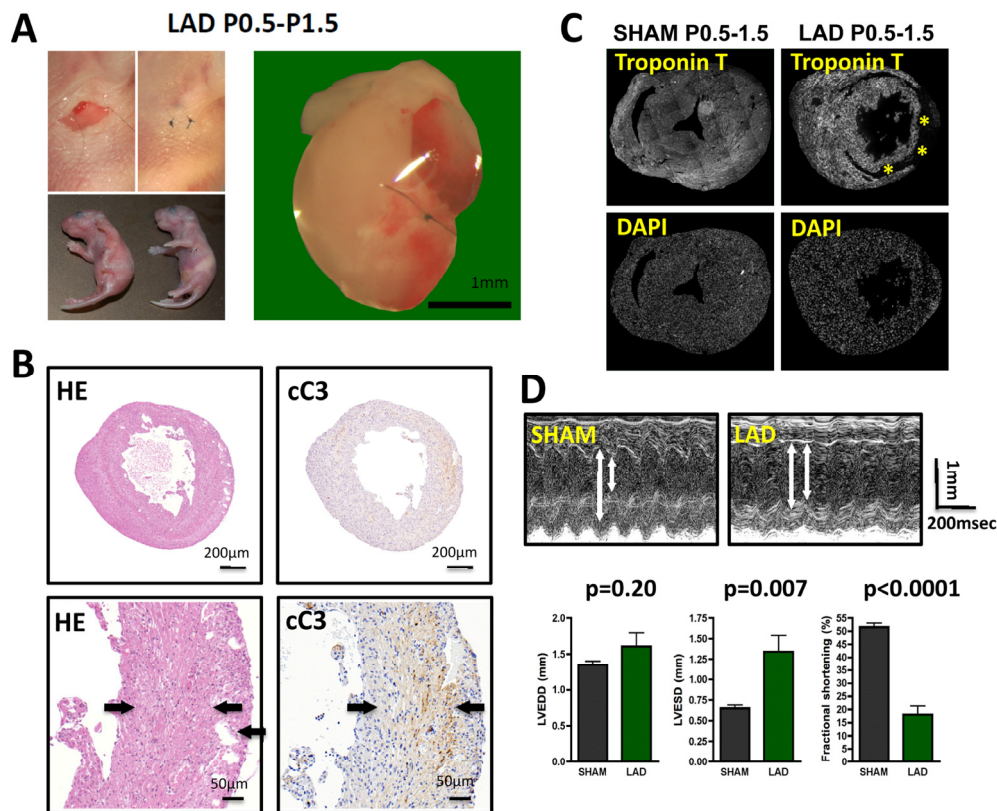 LAD P0.5-P1.5
A
1mm
B
HE
200µm
cC3
200µm
HE
50µm
cC3
50µm
C
SHAM P0.5-1.5
LAD P0.5-1.5
Troponin T
Troponin T
*
*
*
DAPI
DAPI
D
SHAM
LAD
1mm
200msec
p=0.20
LVEDD (mm)
2.0
1.5
1.0
0.5
0.0
SHAM LAD
p=0.007
LVESD (mm)
1.75
1.50
1.25
1.00
0.75
0.50
0.25
0.00
SHAM LAD
p<0.0001
Fractional shortening (%)
55
50
45
40
35
30
25
20
15
10
5
0
SHAM LAD